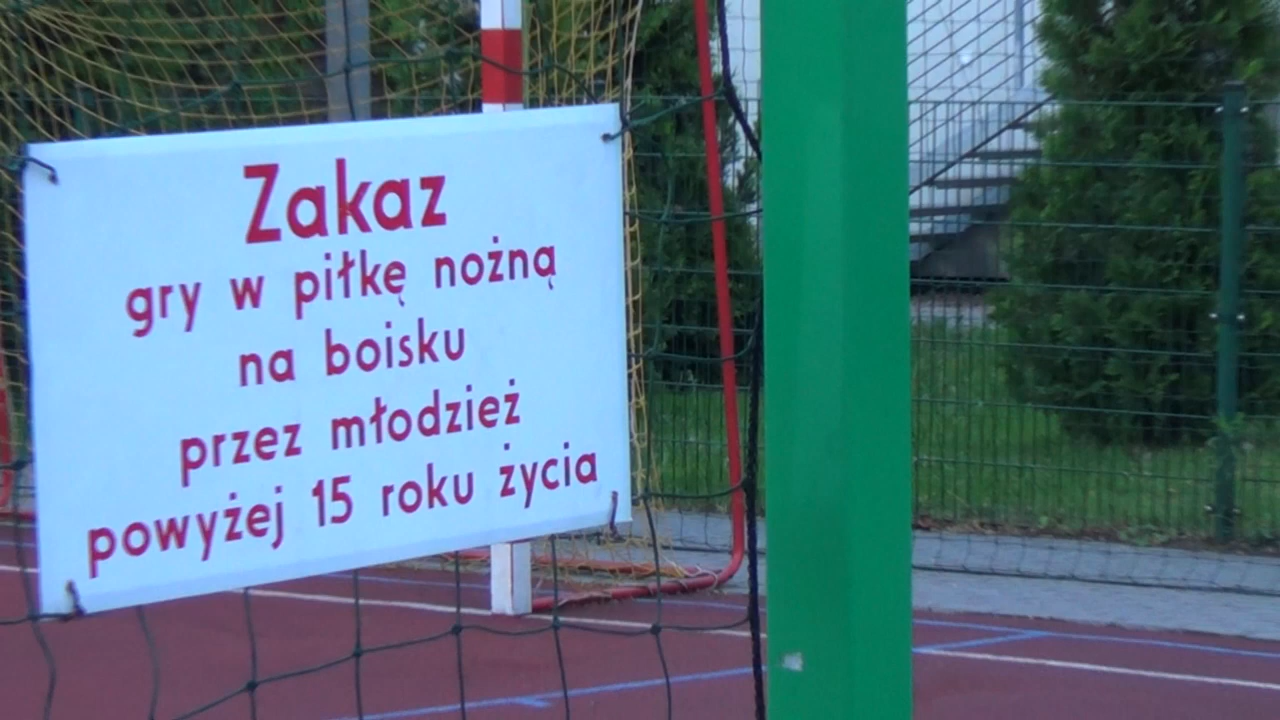 Zakaz
gry w piłkę nożną
na boisku
przez młodzież
powyżej 15 roku życia